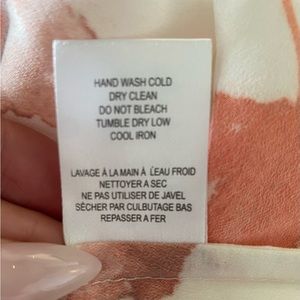 HAND WASH COLD
DRY CLEAN
DO NOT BLEACH
TUMBLE DRY LOW
COOL IRON
LAVAGE À LA MAIN À L'EAU FROID
NETTOYER A SEC
NE PAS UTILISER DE JAVEL
SÉCHER PAR CULBUTAGE BAS
REPASSER A FER